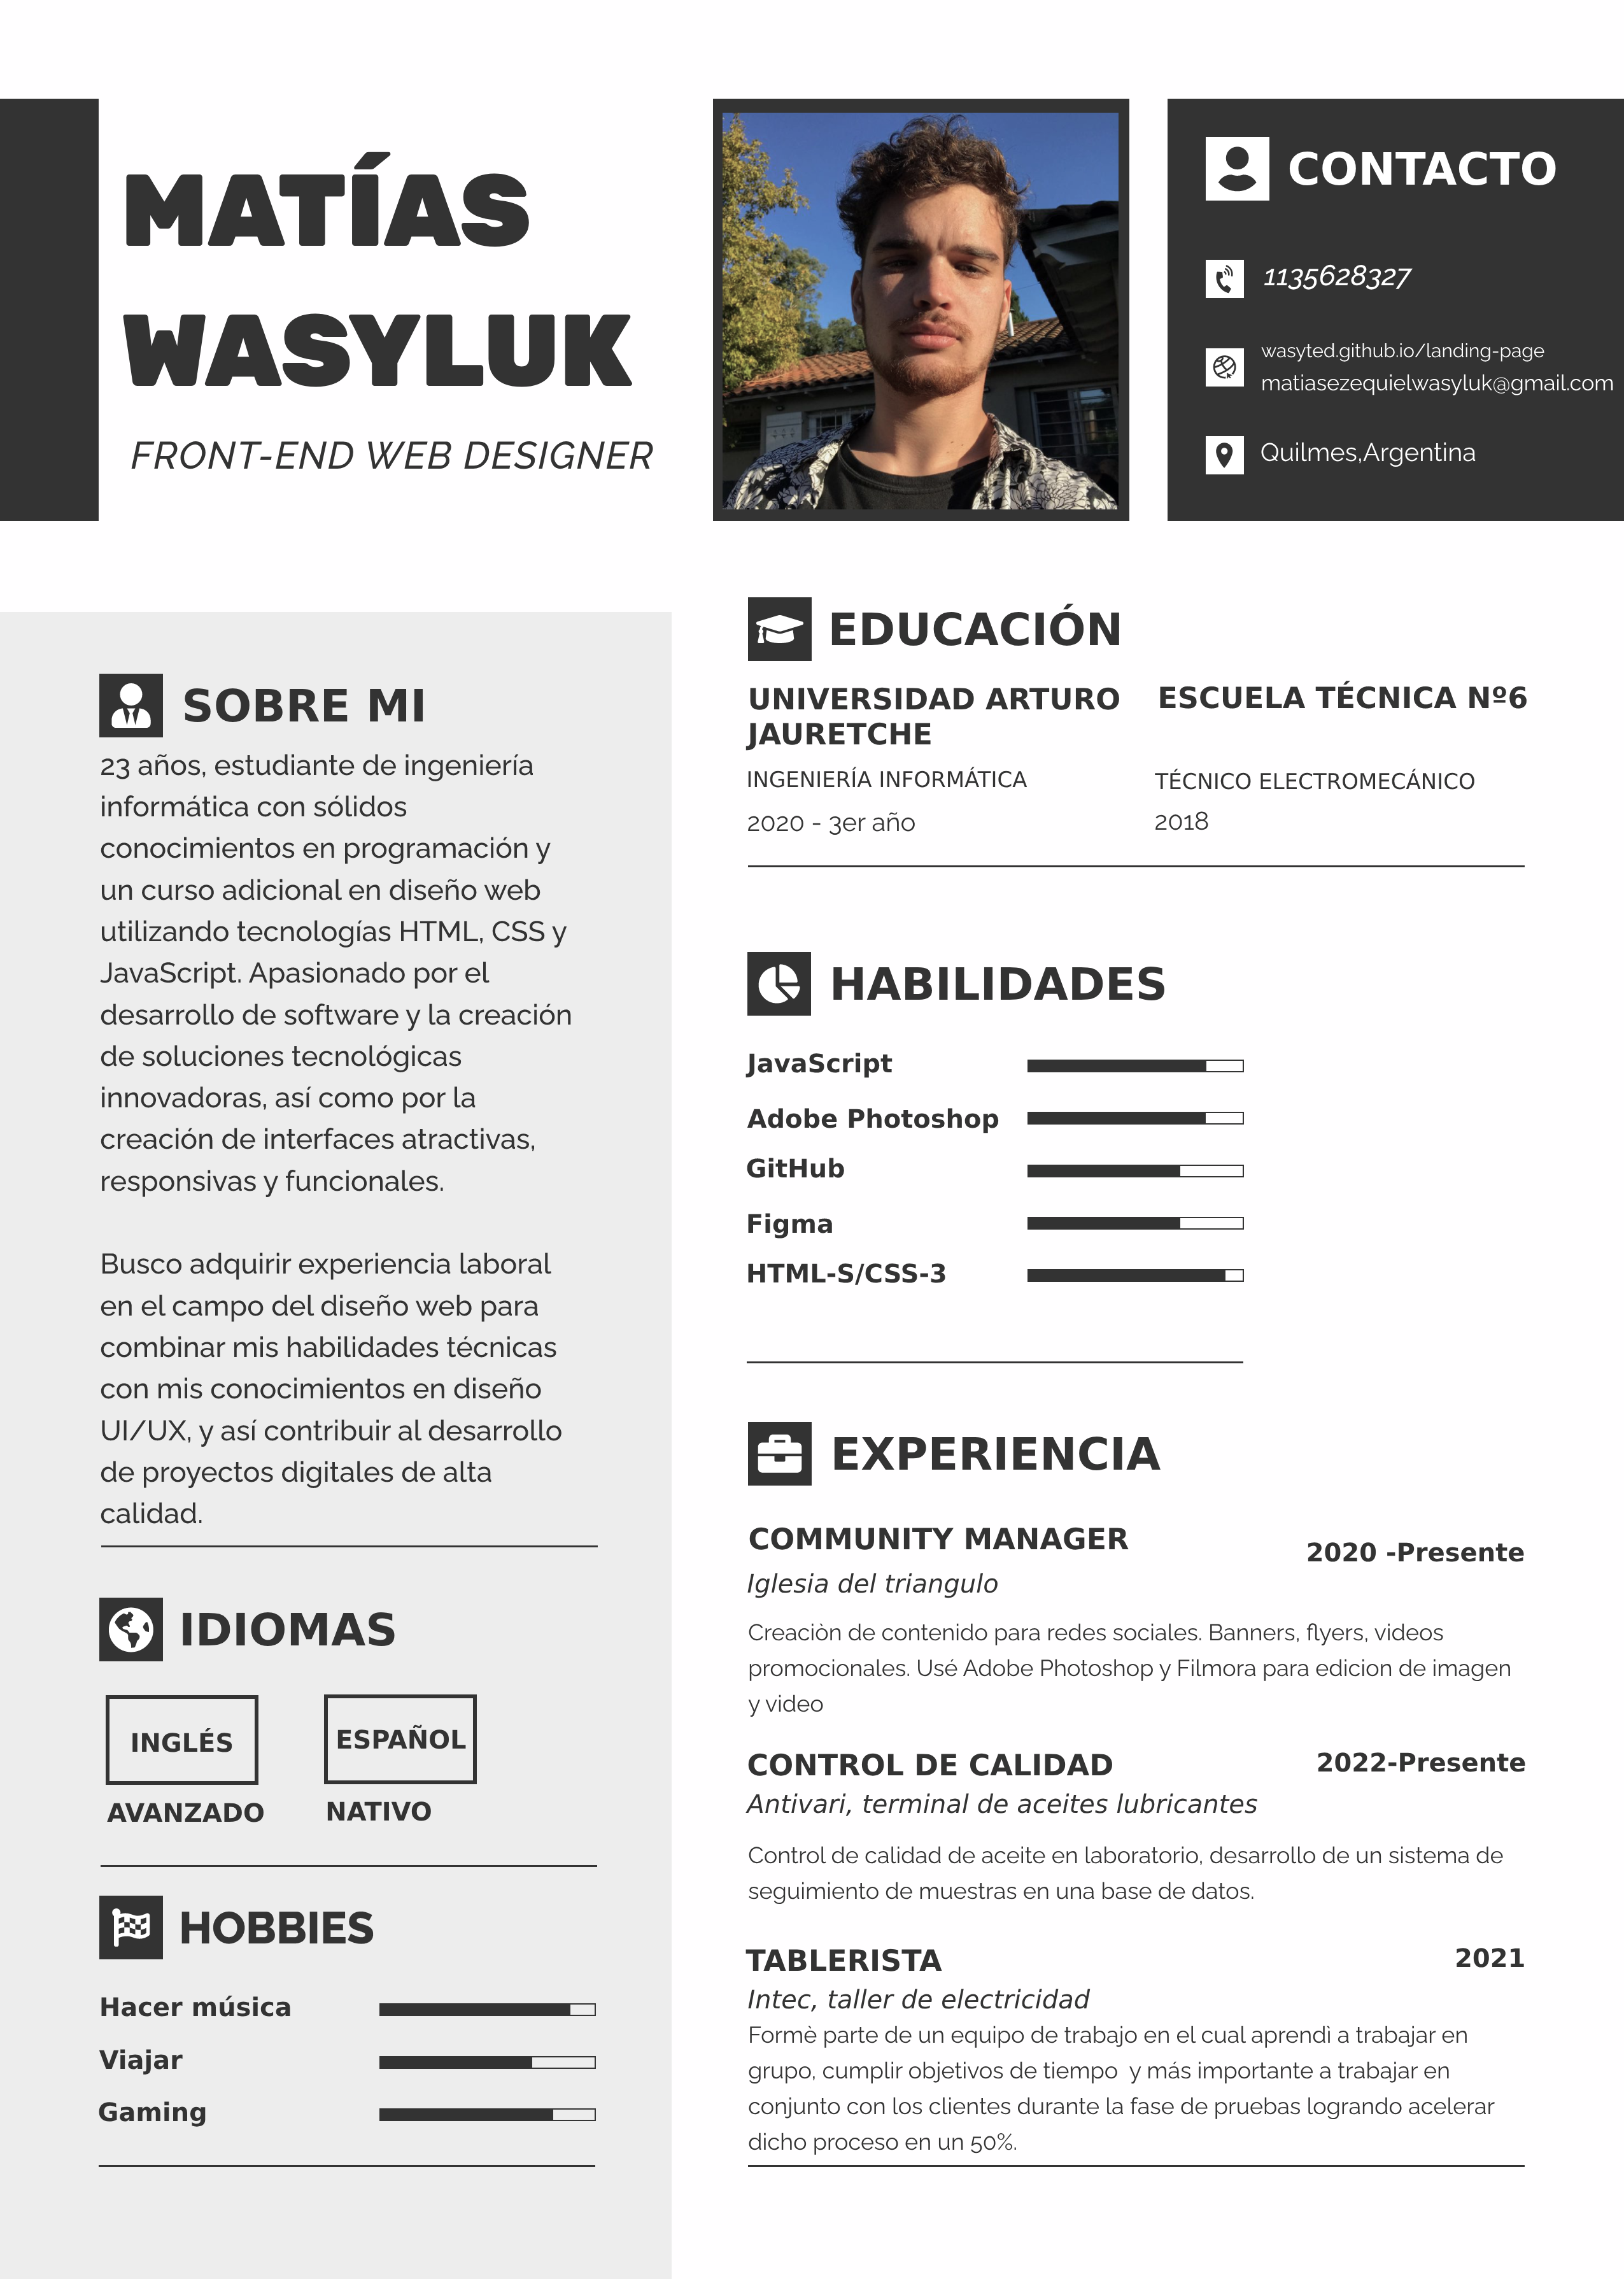 MATÍAS
WASYLUK
FRONT-END WEB DESIGNER
CONTACTO
1135628327
wasyted.github.io/landing-page
matiasezequielwasyluk@gmail.com
Quilmes,Argentina
SOBRE MI
23 años, estudiante de ingeniería
informática con sólidos
conocimientos en programación y
un curso adicional en diseño web
utilizando tecnologías HTML, CSS y
JavaScript. Apasionado por el
desarrollo de software y la creación
de soluciones tecnológicas
innovadoras, así como por la
creación de interfaces atractivas,
responsivas y funcionales.
Busco adquirir experiencia laboral
en el campo del diseño web para
combinar mis habilidades técnicas
con mis conocimientos en diseño
UI/UX, y así contribuir al desarrollo
de proyectos digitales de alta
calidad.
IDIOMAS
INGLÉS
AVANZADO
ESPAÑOL
NATIVO
HOBBIES
Hacer música
Viajar
Gaming
EDUCACIÓN
UNIVERSIDAD ARTURO
JAURETCHE
INGENIERÍA INFORMÁTICA
2020 - 3er año
ESCUELA TÉCNICA Nº6
TÉCNICO ELECTROMECÁNICO
2018
HABILIDADES
JavaScript
Adobe Photoshop
GitHub
Figma
HTML-S/CSS-3
EXPERIENCIA
COMMUNITY MANAGER
2020 -Presente
Iglesia del triangulo
Creaciòn de contenido para redes sociales. Banners, flyers, videos
promocionales. Usé Adobe Photoshop y Filmora para edicion de imagen
y video
CONTROL DE CALIDAD
2022-Presente
Antivari, terminal de aceites lubricantes
Control de calidad de aceite en laboratorio, desarrollo de un sistema de
seguimiento de muestras en una base de datos.
TABLERISTA
2021
Intec, taller de electricidad
Formè parte de un equipo de trabajo en el cual aprendì a trabajar en
grupo, cumplir objetivos de tiempo  y más importante a trabajar en
conjunto con los clientes durante la fase de pruebas logrando acelerar
dicho proceso en un 50%.